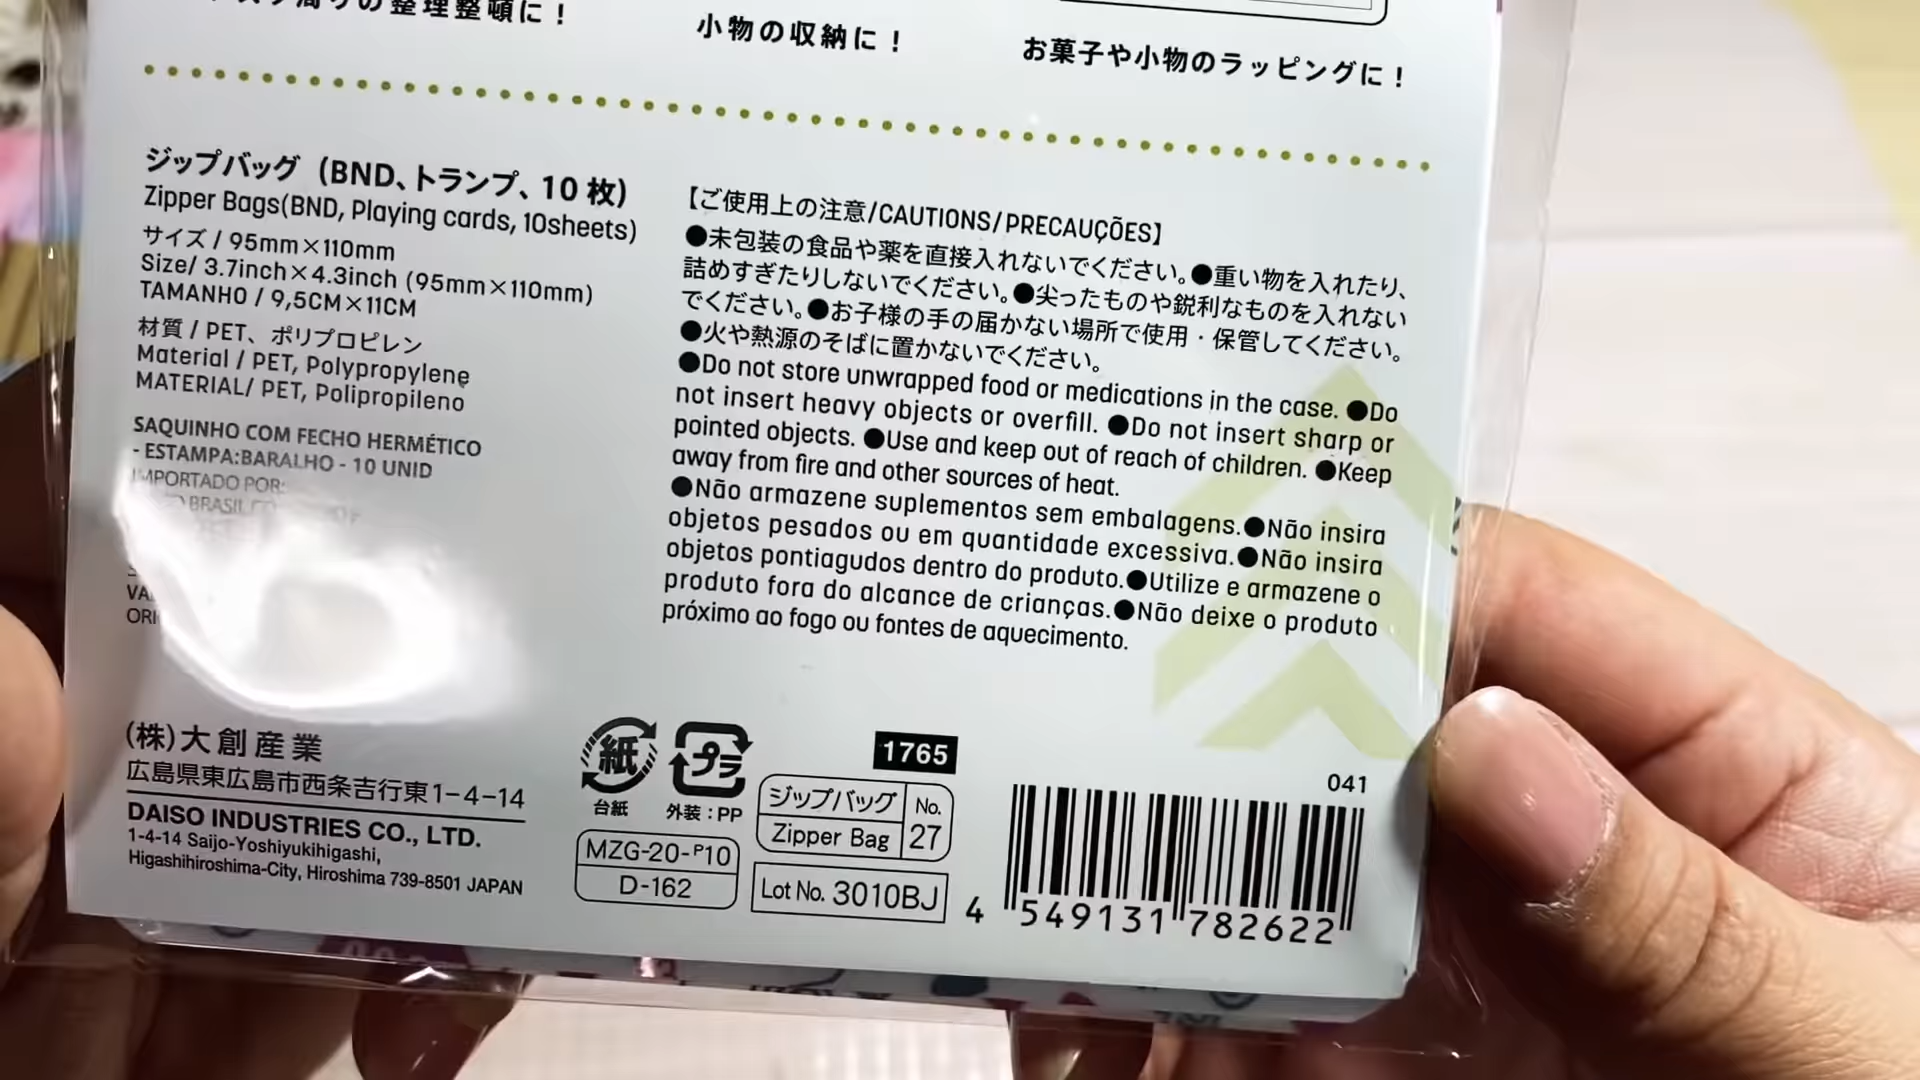 の整理整頓に！
小物の収納に！
お菓子や小物のラッピングに！
ジップバッグ（BND、トランプ、10枚）
Zipper Bags(BND, Playing cards, 10sheets)
サイズ / 95mm×110mm
Size/ 3.7inch×4.3inch (95mm×110mm)
TAMANHO / 9,5CM×11CM
材質 / PET、ポリプロピレン
Material / PET, Polypropylene
MATERIAL/ PET, Polipropileno
SAQUINHO COM FECHO HERMÉTICO
- ESTAMPA:BARALHO - 10 UNID
IMPORTADO POR:
BRASIL
【ご使用上の注意/CAUTIONS/PRECAUÇÕES】
●未包装の食品や薬を直接入れないでください。●重い物を入れたり、
詰めすぎたりしないでください。●尖ったものや鋭利なものを入れない
でください。●お子様の手の届かない場所で使用・保管してください。
●火や熱源のそばに置かないでください。
●Do not store unwrapped food or medications in the case. ●Do
not insert heavy objects or overfill. ●Do not insert sharp or
pointed objects. ●Use and keep out of reach of children. ●Keep
away from fire and other sources of heat.
●Não armazene suplementos sem embalagens.●Não insira
objetos pesados ou em quantidade excessiva.●Não insira
objetos pontiagudos dentro do produto.●Utilize e armazene o
produto fora do alcance de crianças.●Não deixe o produto
próximo ao fogo ou fontes de aquecimento.
(株)大創産業
広島県東広島市西条吉行東1-4-14
DAISO INDUSTRIES CO., LTD.
1-4-14 Saijo-Yoshiyukihigashi,
Higashihiroshima-City, Hiroshima 739-8501 JAPAN
紙
台紙
プラ
外装：PP
MZG-20-P10
D-162
1765
ジップバッグ No.
Zipper Bag 27
Lot No. 3010BJ
041
4 549131 782622